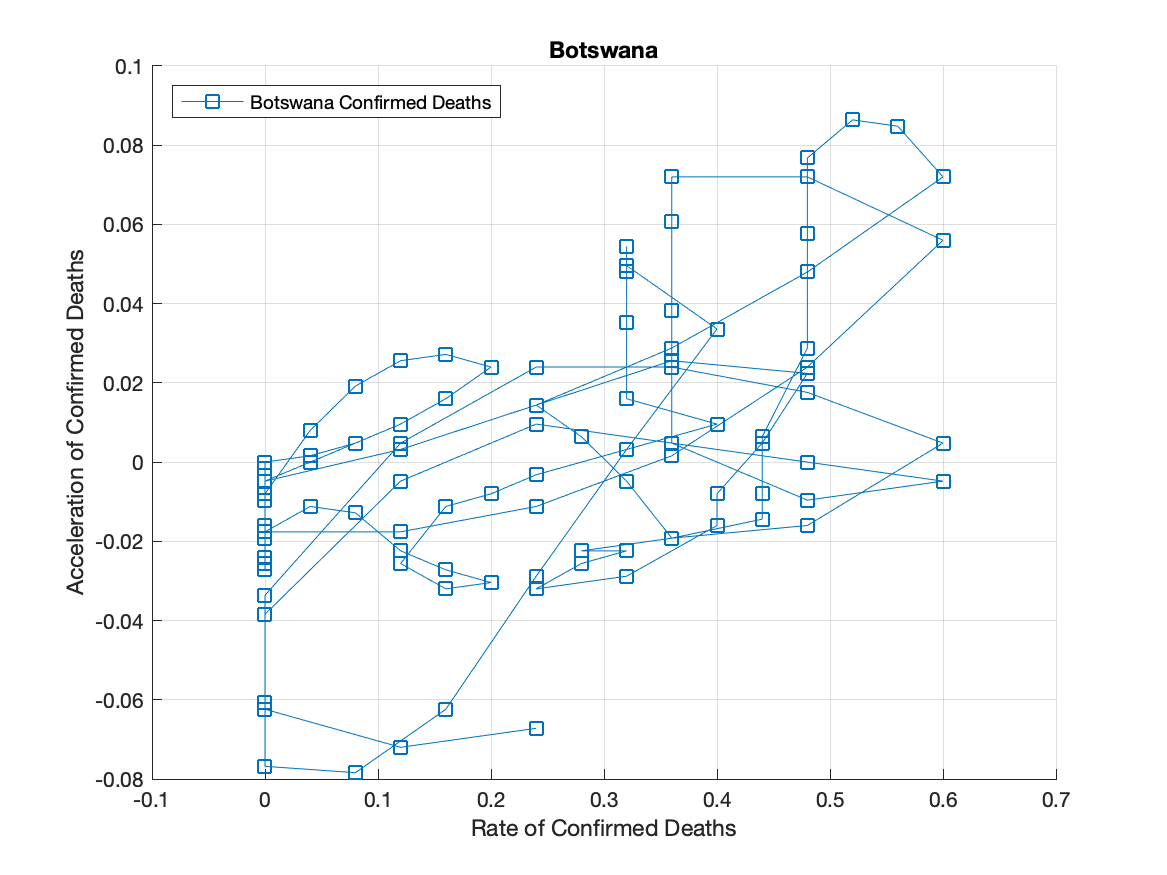 Botswana
0.1
Botswana Confirmed Deaths
0.08
0.06
0.04
0.02
0
-0.02
-0.04
-0.06
-0.08
Acceleration of Confirmed Deaths
-0.1 0 0.1 0.2 0.3 0.4 0.5 0.6 0.7
Rate of Confirmed Deaths